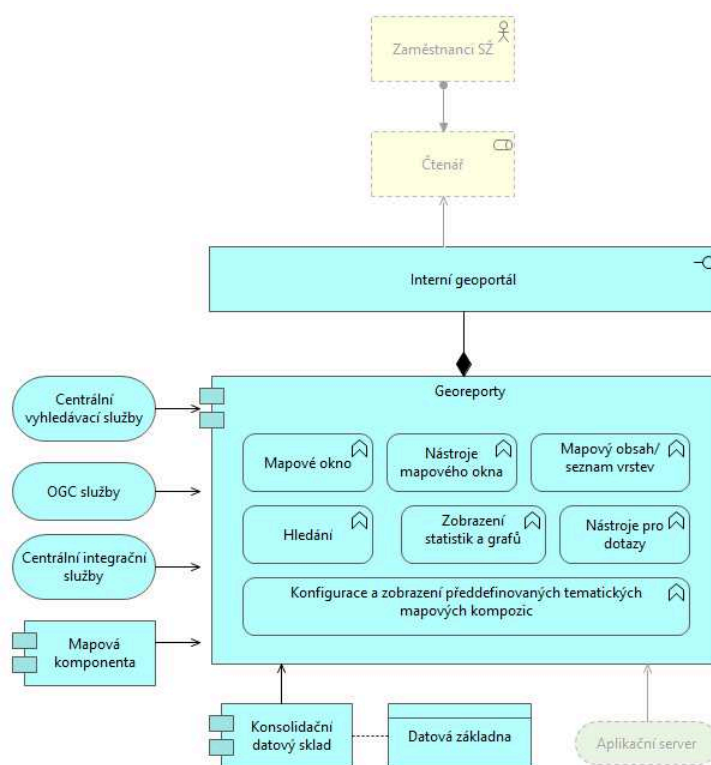 Zaměstnanci SŽ
Čtenář
Interní geoportál
Georeporty
Centrální
vyhledávací služby
OGC služby
Centrální integrační
služby
Mapová
komponenta
Mapové okno
Nástroje
mapového okna
Mapový obsah/
seznam vrstev
Hledání
Zobrazení
statistik a grafů
Nástroje pro
dotazy
Konfigurace a zobrazení předdefinovaných tematických
mapových kompozic
Konsolidační
datový sklad
Datová základna
Aplikační server